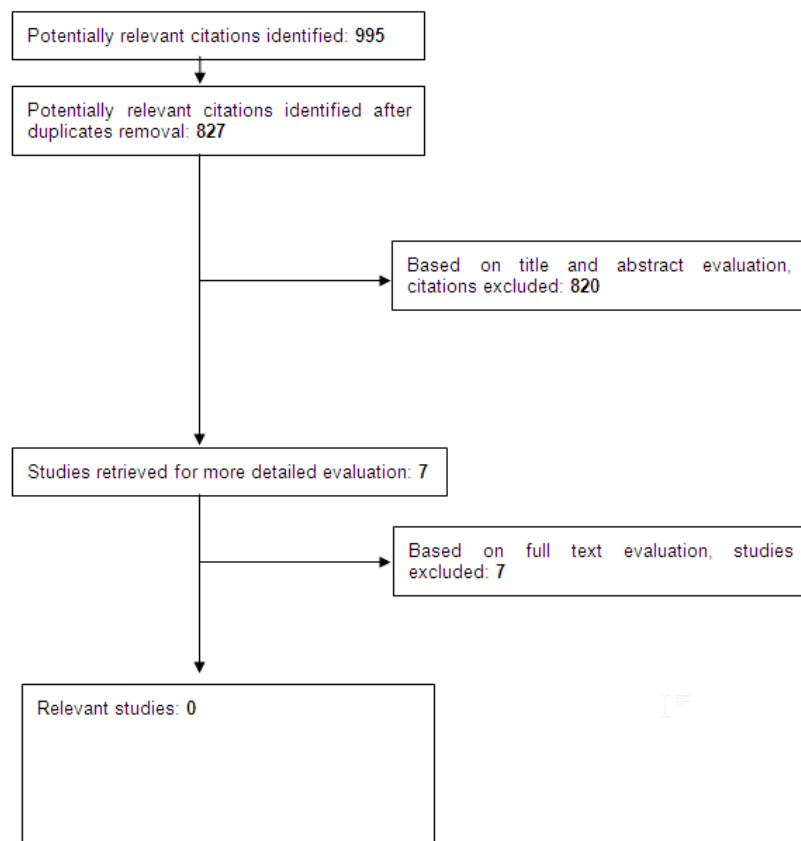 Potentially relevant citations identified: 995
Potentially relevant citations identified after
duplicates removal: 827
Based on title and abstract evaluation,
citations excluded: 820
Studies retrieved for more detailed evaluation: 7
Based on full text evaluation, studies
excluded: 7
Relevant studies: 0